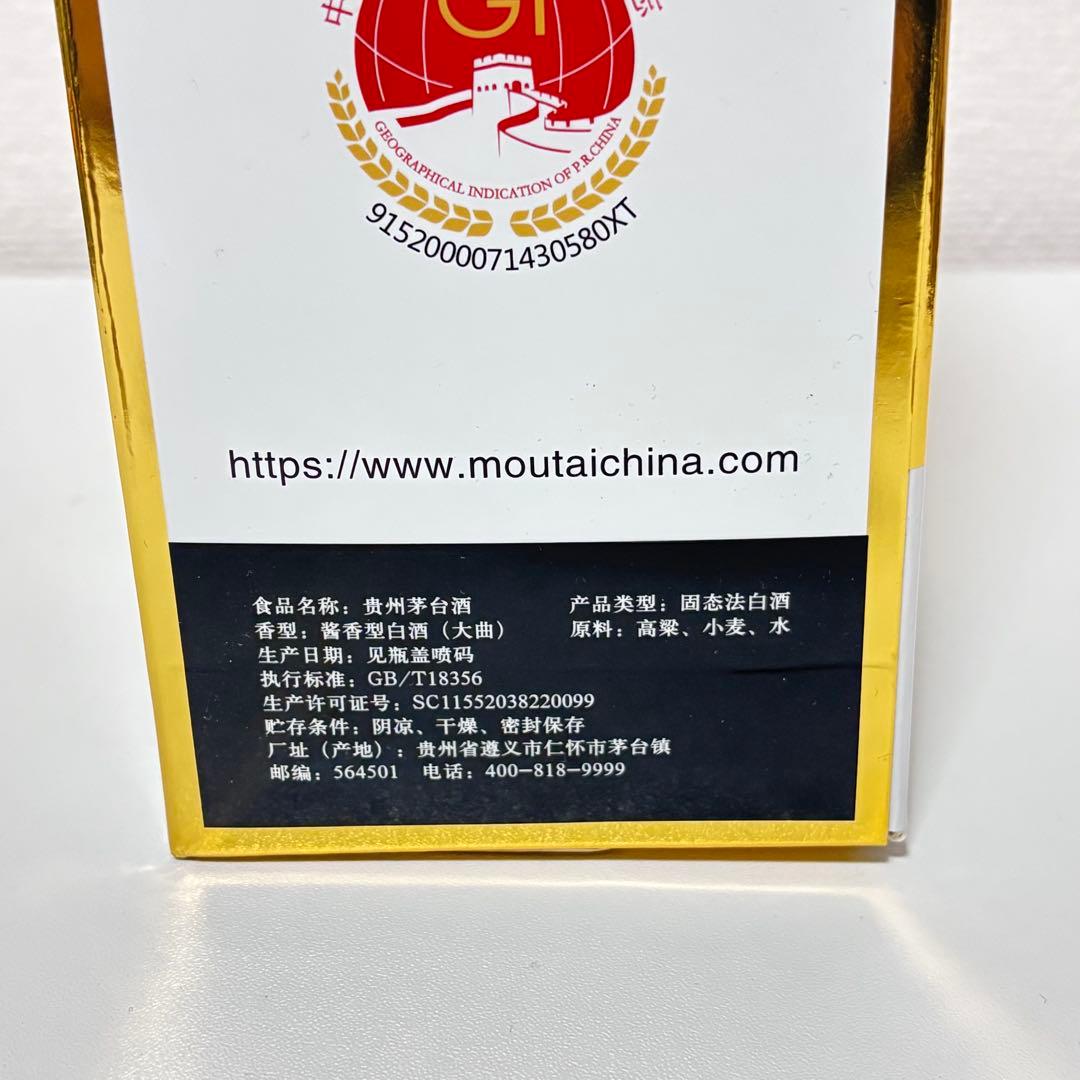 GI
GEOGRAPHICAL INDICATION OF P.R.CHINA
9152000071430580XT
https://www.moutaichina.com
食品名称：贵州茅台酒 产品类型：固态法白酒
香型：酱香型白酒（大曲） 原料：高粱、小麦、水
生产日期：见瓶盖喷码
执行标准：GB/T18356
生产许可证号：SC11552038220099
贮存条件：阴凉、干燥、密封保存
厂址（产地）：贵州省遵义市仁怀市茅台镇
邮编：564501 电话：400-818-9999